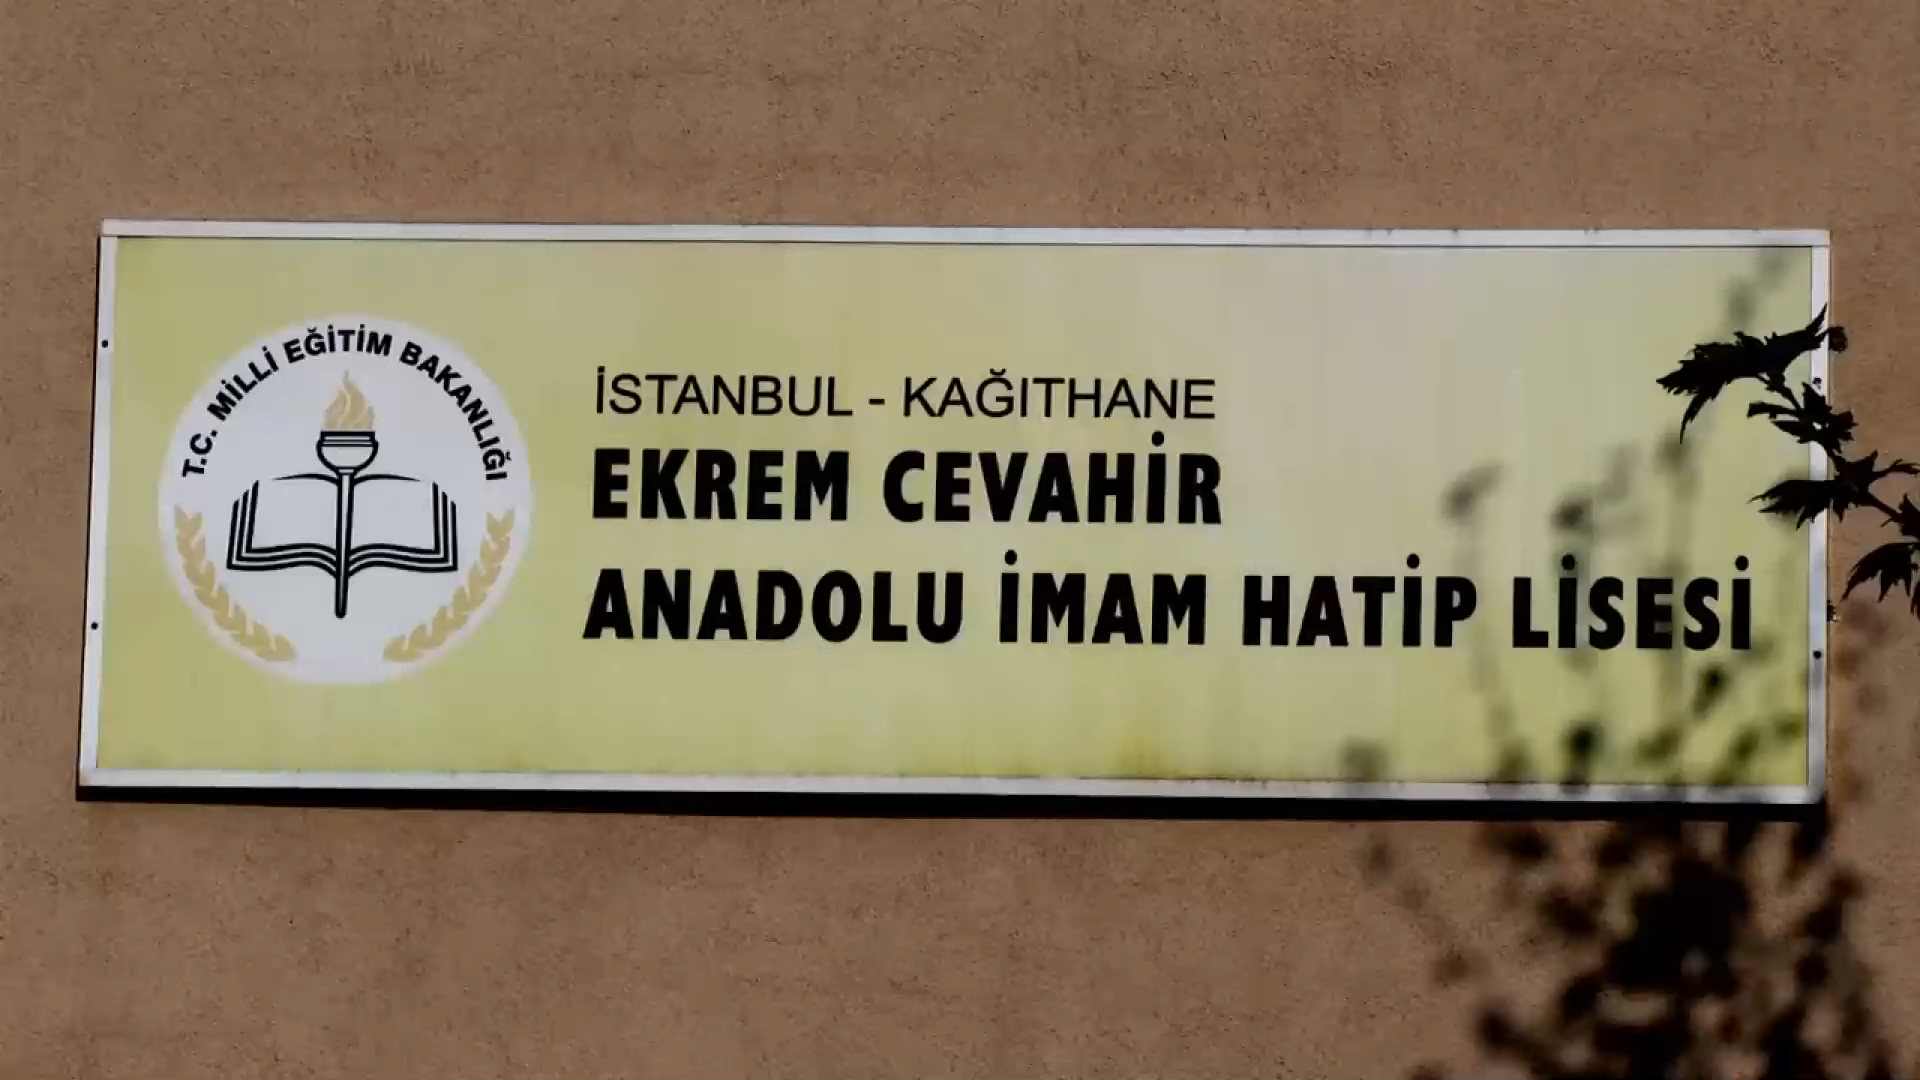 T.C. MİLLİ EĞİTİM BAKANLIĞI
İSTANBUL - KAĞITHANE
EKREM CEVAHİR
ANADOLU İMAM HATİP LİSESİ